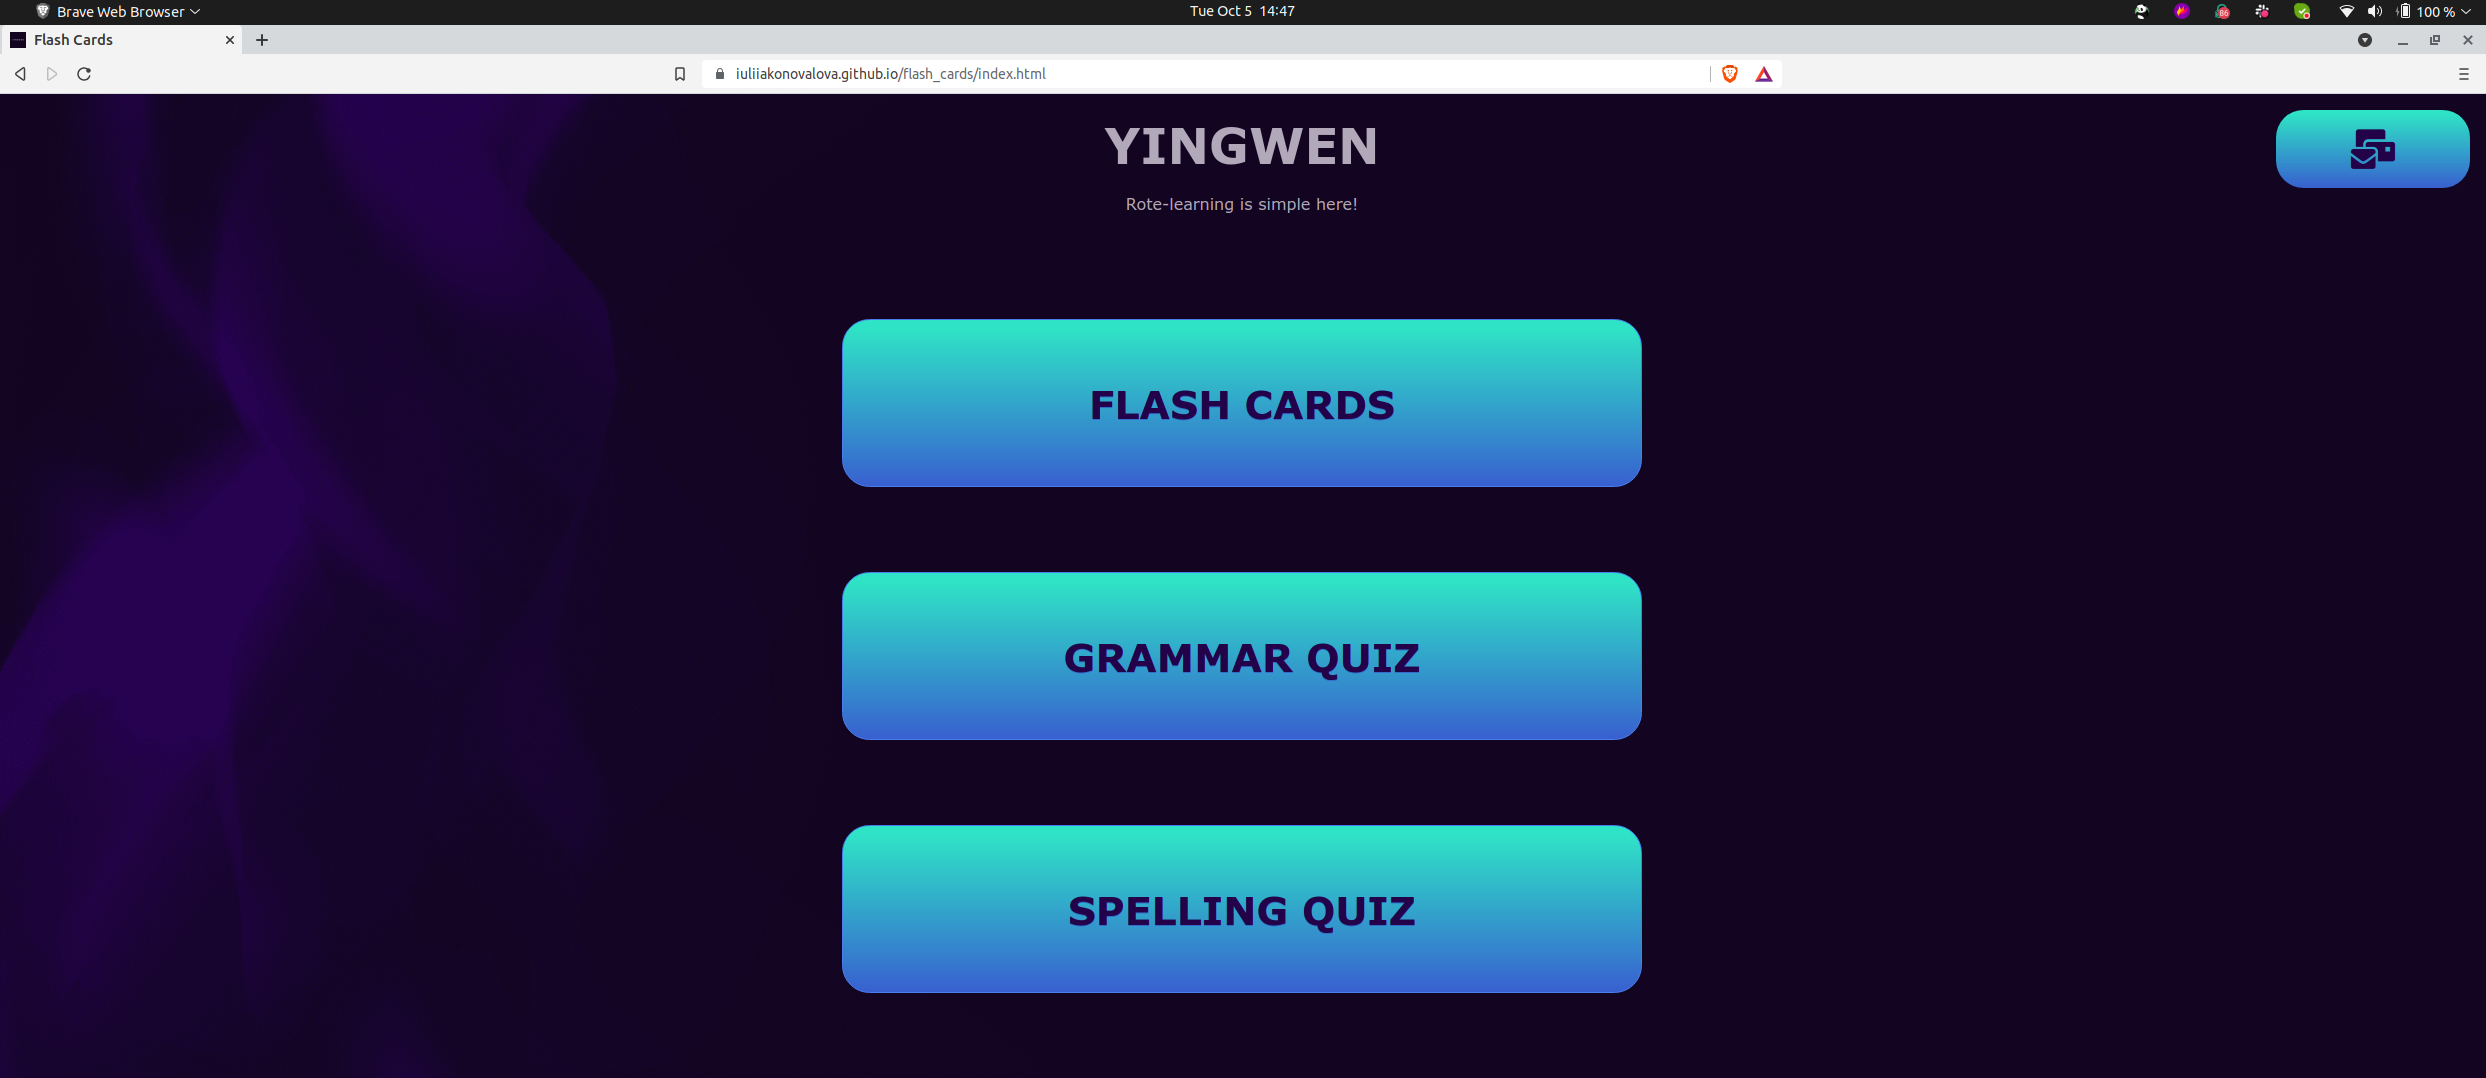 Brave Web Browser
Tue Oct 5 14:47
86
100 %
Flash Cards
iuliiakonovalova.github.io/flash_cards/index.html
YINGWEN
Rote-learning is simple here!
FLASH CARDS
GRAMMAR QUIZ
SPELLING QUIZ